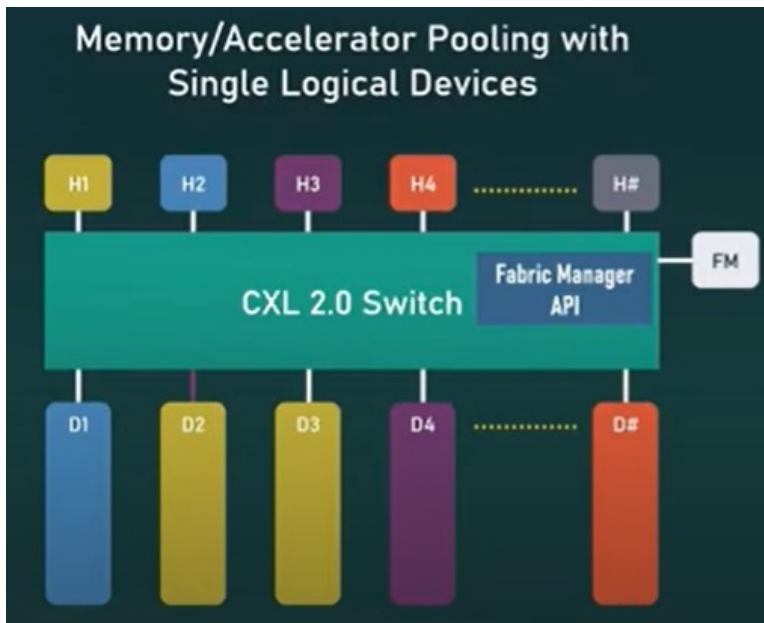 Memory/Accelerator Pooling with
Single Logical Devices
H1
H2
H3
H4
H#
FM
CXL 2.0 Switch
Fabric Manager
API
D1
D2
D3
D4
D#